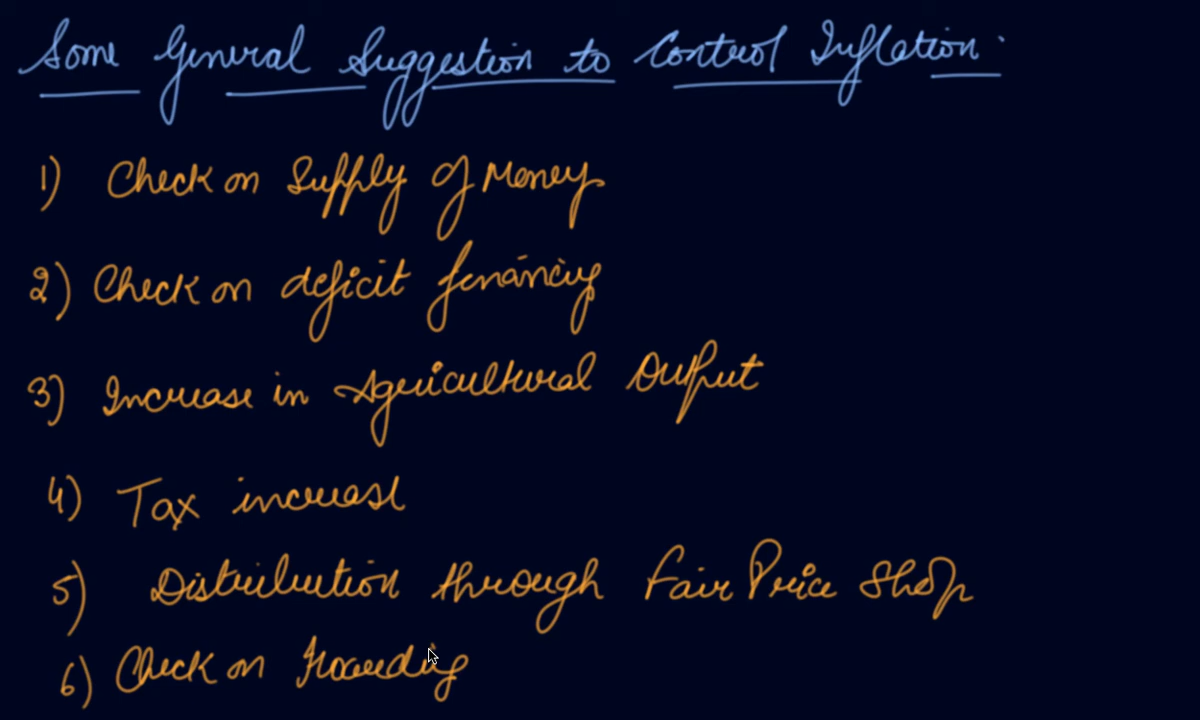 Some General Suggestion to Control Inflation.
1) Check on Supply of Money
2) Check on deficit financing
3) Increase in Agricultural Output
4) Tax increase
5) Distribution through Fair Price Shop
6) Check on Hoarding